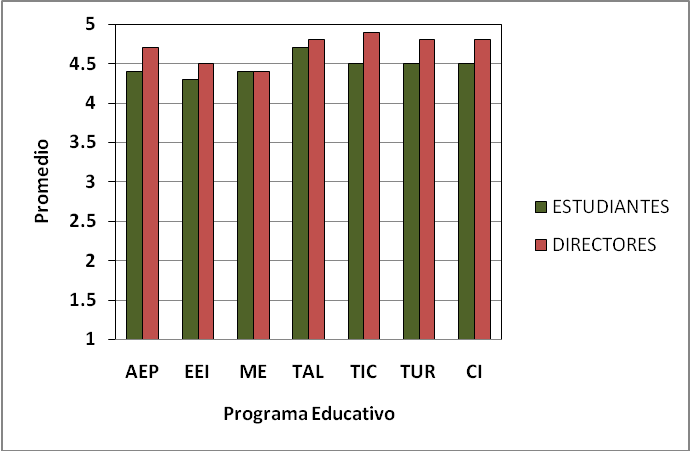 5
4.5
4
3.5
3
2.5
2
1.5
1
Promedio
AEP EEI ME TAL TIC TUR CI
Programa Educativo
ESTUDIANTES
DIRECTORES